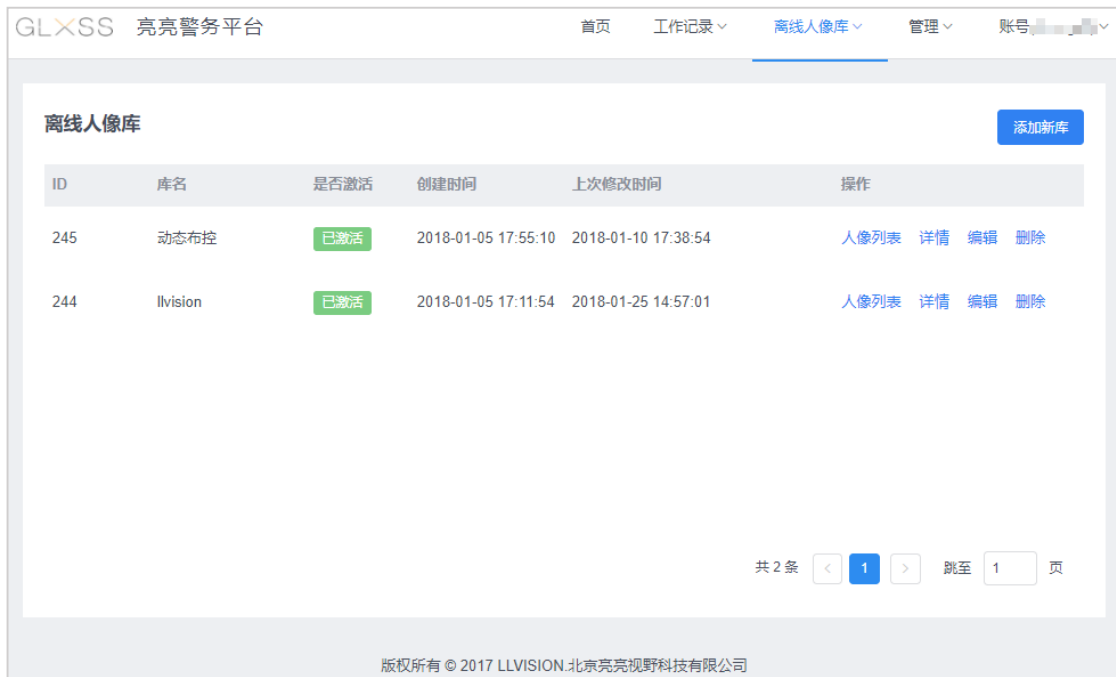 GLXSS 亮亮警务平台 首页 工作记录 离线人像库 管理 账号
离线人像库 添加新库
ID 库名 是否激活 创建时间 上次修改时间 操作
245 动态布控 已激活 2018-01-05 17:55:10 2018-01-10 17:38:54 人像列表 详情 编辑 删除
244 llvision 已激活 2018-01-05 17:11:54 2018-01-25 14:57:01 人像列表 详情 编辑 删除
共 2 条 < 1 > 跳至 1 页
版权所有 © 2017 LLVISION.北京亮亮视野科技有限公司